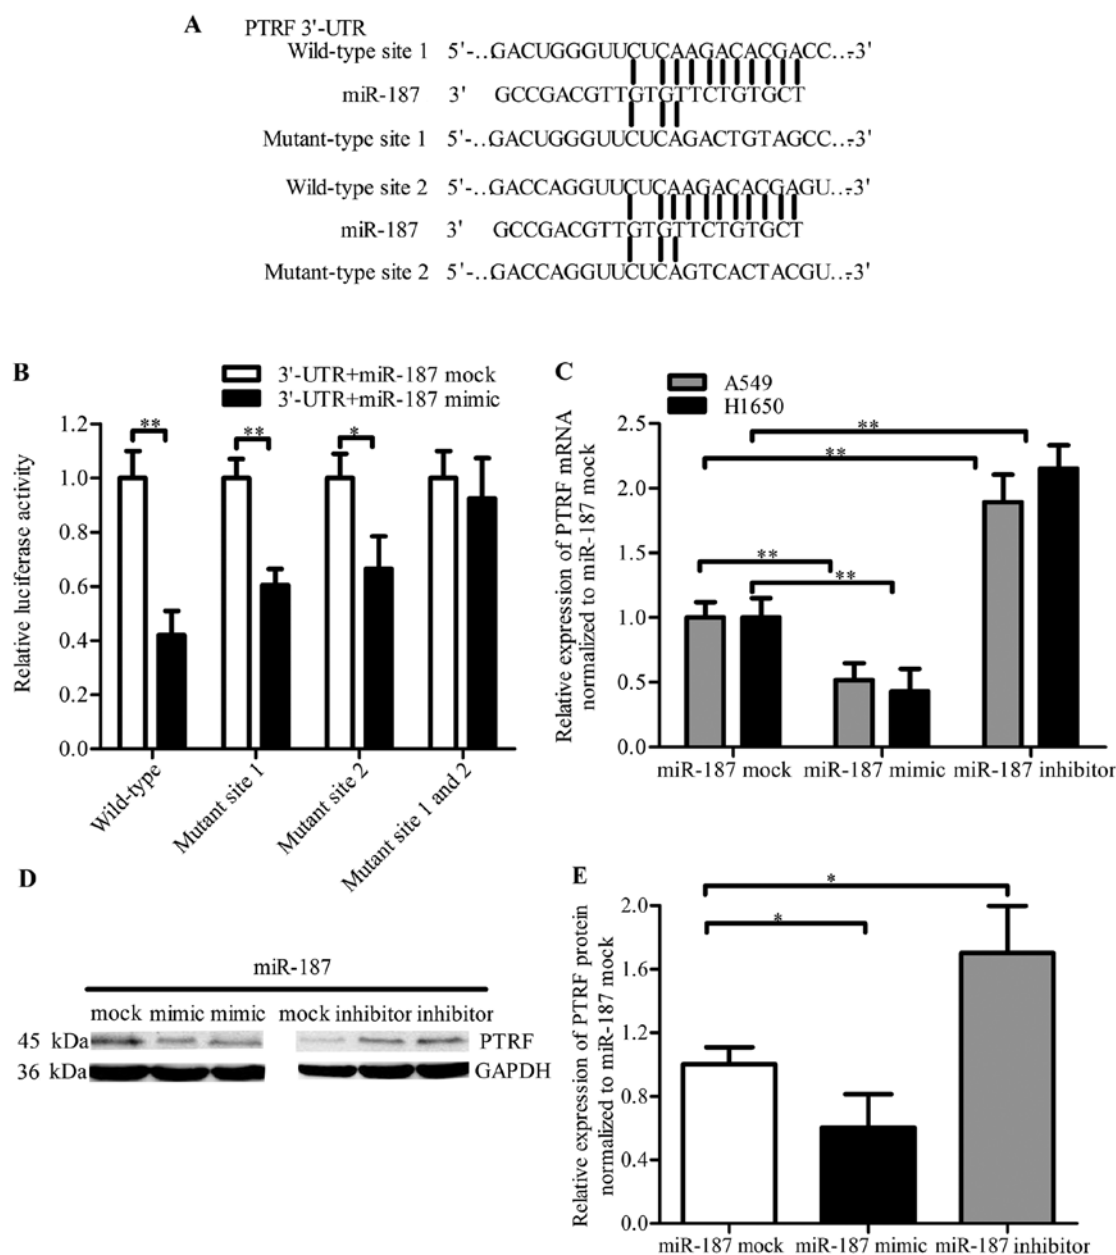 A
PTRF 3'-UTR
Wild-type site 1 5'-...GACUGGGUUCUCAAGACACGACC...-3'
miR-187 3' GCCGACGTTGTGTTCTGTGCT
Mutant-type site 1 5'-...GACUGGGUUCUCAGACTGTAGCC...-3'
Wild-type site 2 5'-...GACCAGGUUCUCAAGACACGAGU...-3'
miR-187 3' GCCGACGTTGTGTTCTGTGCT
Mutant-type site 2 5'-...GACCAGGUUCUCAGTCACTACGU...-3'
B
3'-UTR+miR-187 mock
3'-UTR+miR-187 mimic
Relative luciferase activity
1.2
1.0
0.8
0.6
0.4
0.2
0.0
**
**
*
Wild-type
Mutant site 1
Mutant site 2
Mutant site 1 and 2
C
A549
H1650
Relative expression of PTRF mRNA
normalized to miR-187 mock
2.5
2.0
1.5
1.0
0.5
0.0
**
**
**
**
miR-187 mock miR-187 mimic miR-187 inhibitor
D
miR-187
mock mimic mimic mock inhibitor inhibitor
45 kDa PTRF
36 kDa GAPDH
E
Relative expression of PTRF protein
normalized to miR-187 mock
2.0
1.6
1.2
0.8
0.4
0.0
*
*
miR-187 mock miR-187 mimic miR-187 inhibitor